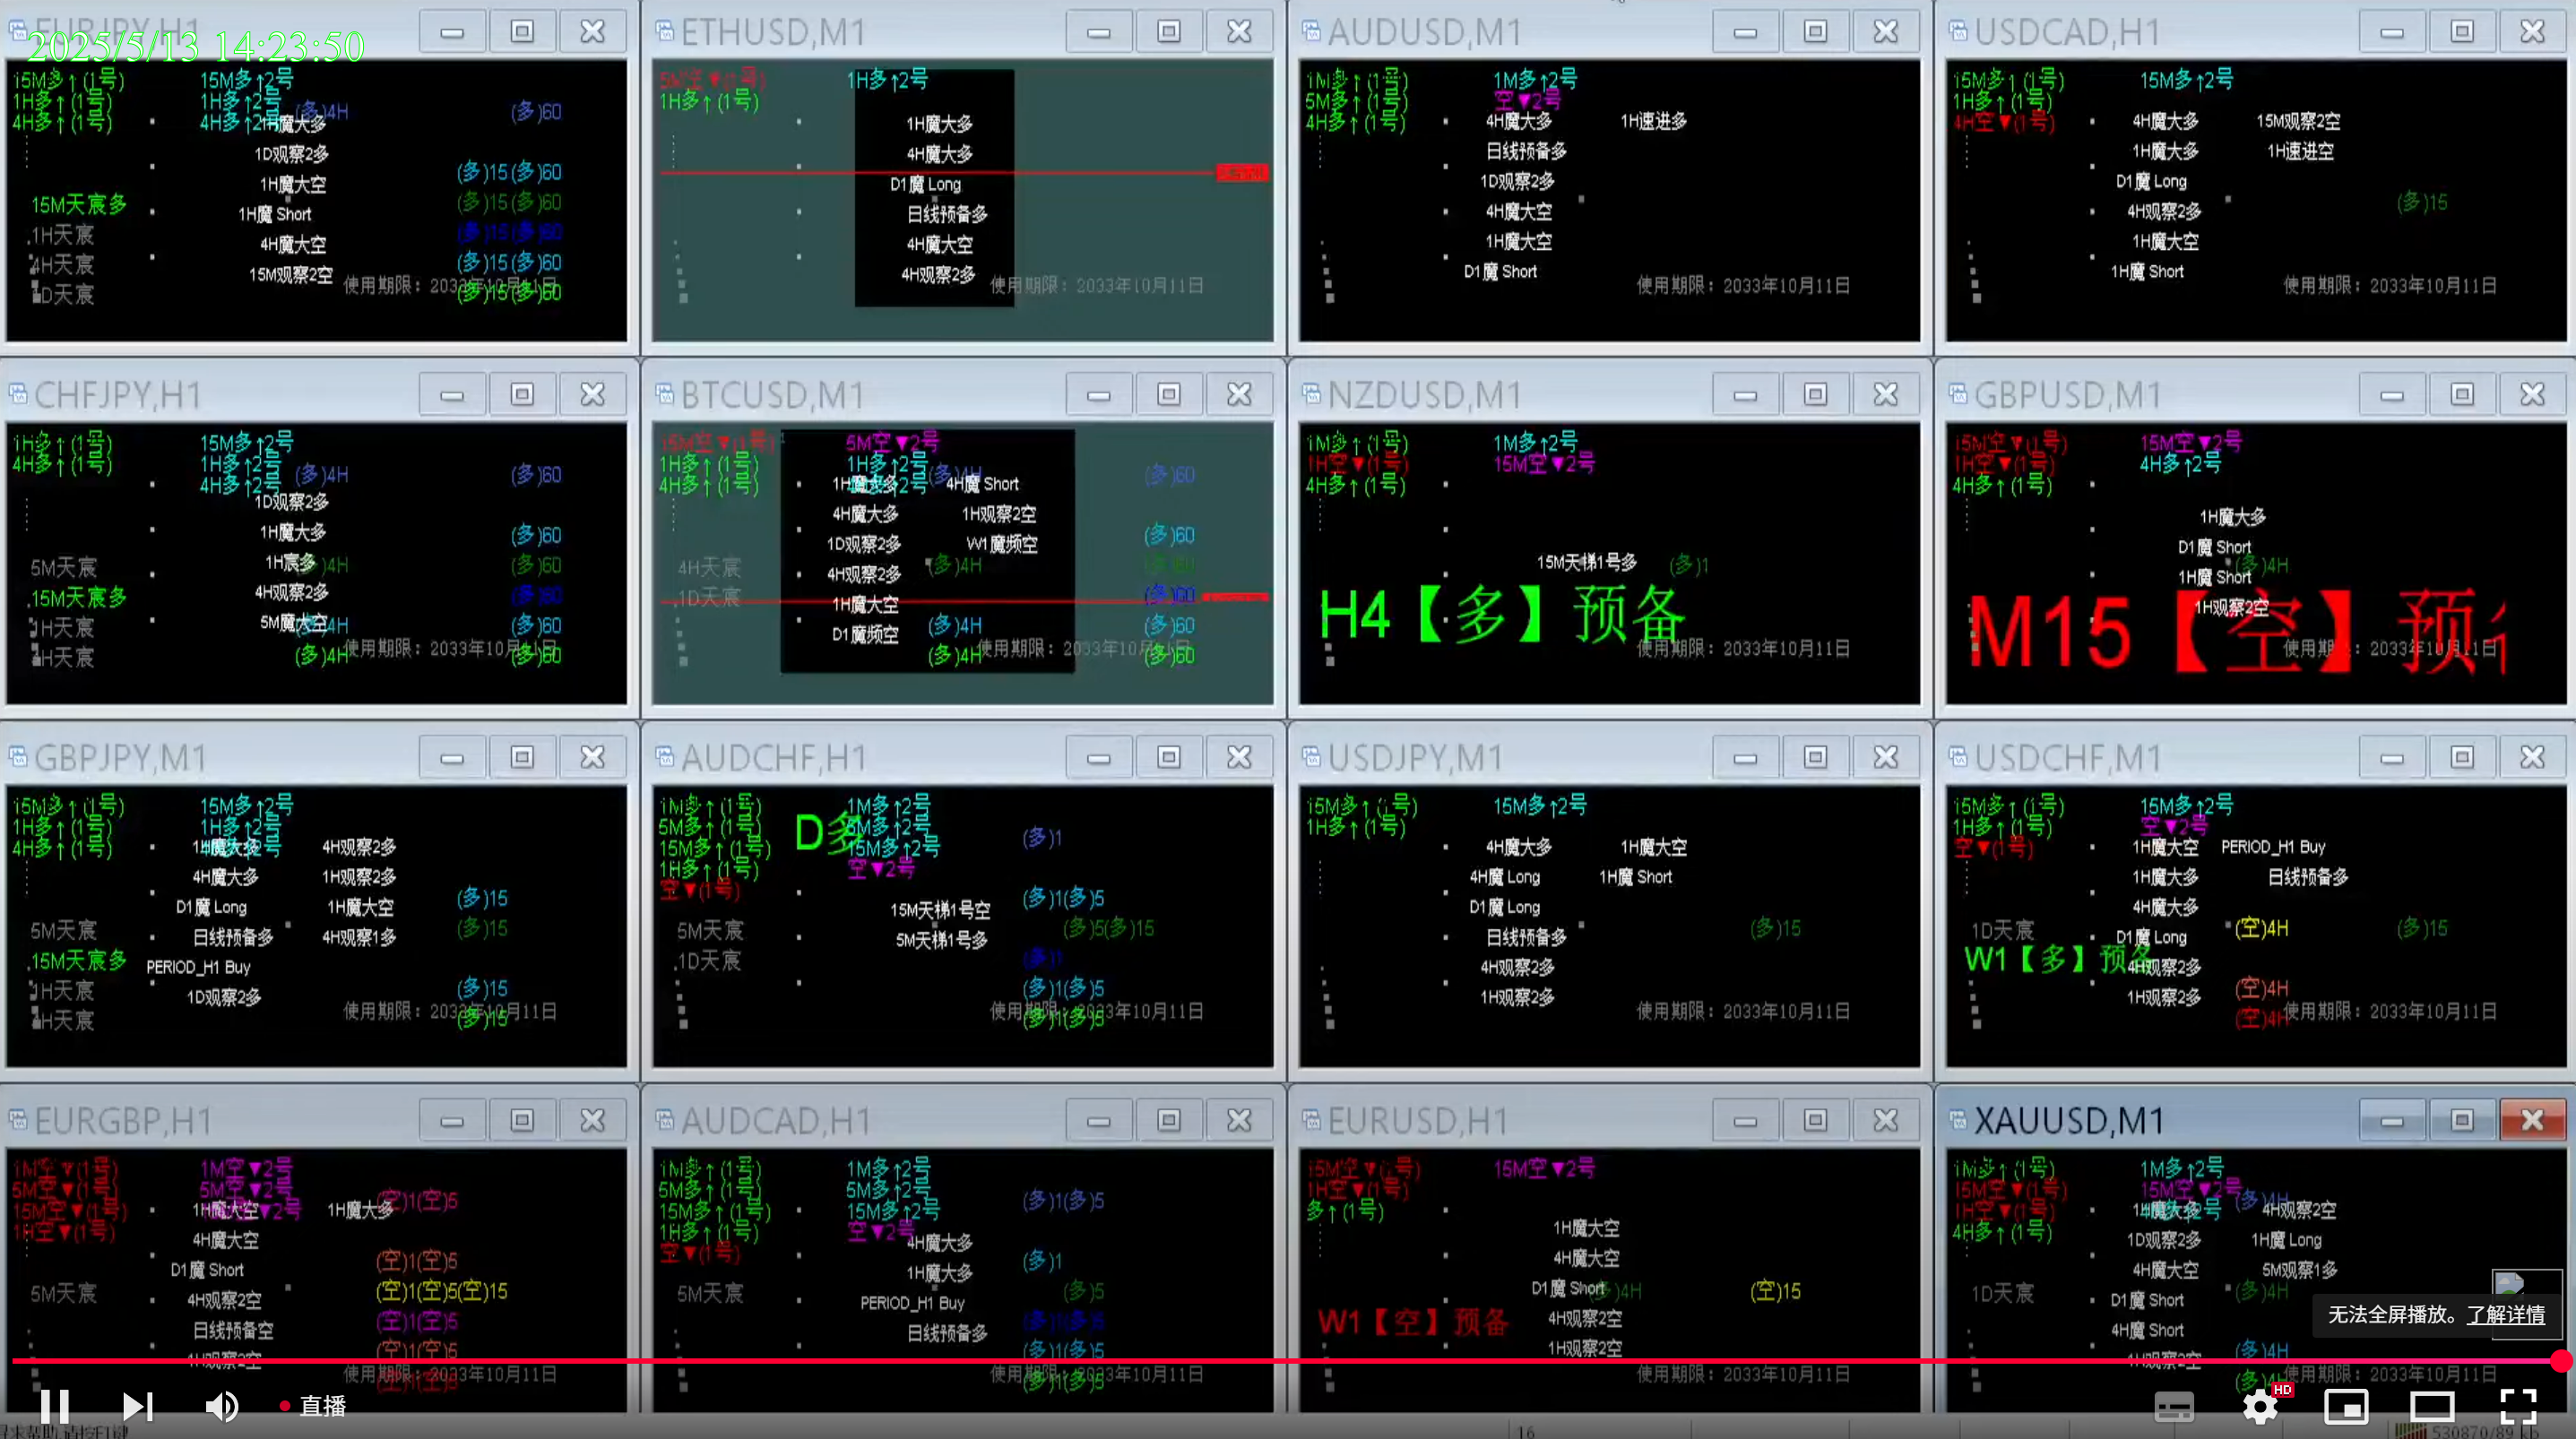 EURJPY,H1
2025/5/13 14:23:50
15M多↑(1号) 15M多↑2号
1H多↑(1号) 1H多↑2号 (多)4H (多)60
4H多↑(1号) 4H多↑2号 1H魔大多
1D观察2多
(多)15(多)60
1H魔大空
15M天宸多 (多)15(多)60
1H魔 Short
1H天宸 (多)15(多)60
4H魔大空
4H天宸 (多)15(多)60
15M观察2空
1D天宸 (多)15(多)60
使用期限：2033年10月11日
ETHUSD,M1
5M空▼(1号) 1H多↑2号
1H多↑(1号)
1H魔大多
4H魔大多
D1魔 Long
日线预备多
4H魔大空
4H观察2多
使用期限：2033年10月11日
AUDUSD,M1
1M多↑(1号) 1M多↑2号
5M多↑(1号) 空▼2号
4H多↑(1号) 4H魔大多 1H速进多
日线预备多
1D观察2多
4H魔大空
1H魔大空
D1魔 Short
使用期限：2033年10月11日
USDCAD,H1
15M多↑(1号) 15M多↑2号
1H多↑(1号)
4H空▼(1号) 4H魔大多 15M观察2空
1H魔大多 1H速进空
D1魔 Long
4H观察2多 (多)15
1H魔大空
1H魔 Short
使用期限：2033年10月11日
CHFJPY,H1
1H多↑(1号) 15M多↑2号
4H多↑(1号) 1H多↑2号 (多)4H (多)60
4H多↑2号
1D观察2多
1H魔大多 (多)60
1H宸多 (多)4H (多)60
5M天宸
4H观察2多 (多)60
15M天宸多
5M魔大空 (多)4H (多)60
1H天宸
4H天宸 (多)4H (多)60
使用期限：2033年10月11日
BTCUSD,M1
15M空▼(1号) 5M空▼2号
1H多↑(1号) 1H多↑2号 (多)4H (多)60
4H多↑(1号) 4H多↑2号
1H魔大多 4H魔 Short
4H魔大多 1H观察2空
1D观察2多 W1魔频空 (多)60
4H天宸 4H观察2多 (多)4H (多)60
1D天宸 1H魔大空 (多)60
D1魔频空 (多)4H (多)60
(多)4H (多)60
使用期限：2033年10月11日
NZDUSD,M1
1M多↑(1号) 1M多↑2号
1H空▼(1号) 15M空▼2号
4H多↑(1号)
15M天梯1号多 (多)1
H4【多】预备
使用期限：2033年10月11日
GBPUSD,M1
15M空▼(1号) 15M空▼2号
1H空▼(1号) 4H多↑2号
4H多↑(1号)
1H魔大多
D1魔 Short
(多)4H
1H魔 Short
1H观察2空
M15【空】预
使用期限：2033年10月11日
GBPJPY,M1
15M多↑(1号) 15M多↑2号
1H多↑(1号) 1H多↑2号
4H多↑(1号) 4H多↑2号
1H魔大多 4H观察2多
4H魔大多 1H观察2多
D1魔 Long 1H魔大空 (多)15
5M天宸 日线预备多 4H观察1多 (多)15
15M天宸多 PERIOD_H1 Buy
1H天宸 1D观察2多 (多)15
4H天宸 (多)15
使用期限：2033年10月11日
AUDCHF,H1
1M多↑(1号) 1M多↑2号
5M多↑(1号) D多 5M多↑2号
15M多↑(1号) 15M多↑2号 (多)1
1H多↑(1号) 空▼2号
空▼(1号)
15M天梯1号空 (多)1(多)5
5M天宸 5M天梯1号多 (多)5(多)15
1D天宸 (多)1
(多)1(多)5
(多)1(多)5
使用期限：2033年10月11日
USDJPY,M1
15M多↑(1号) 15M多↑2号
1H多↑(1号)
4H魔大多 1H魔大空
4H魔 Long 1H魔 Short
D1魔 Long
日线预备多 (多)15
4H观察2多
1H观察2多
使用期限：2033年10月11日
USDCHF,M1
15M多↑(1号) 15M多↑2号
1H多↑(1号) 空▼2号
空▼(1号) 1H魔大空 PERIOD_H1 Buy
1H魔大多 日线预备多
4H魔大多
1D天宸 D1魔 Long (空)4H (多)15
W1【多】预备
4H观察2多
1H观察2多 (空)4H
(空)4H
使用期限：2033年10月11日
EURGBP,H1
1M空▼(1号) 1M空▼2号
5M空▼(1号) 5M空▼2号 (空)1(空)5
15M空▼(1号) 15M空▼2号
1H魔大空 1H魔大多
1H空▼(1号) 4H魔大空
D1魔 Short (空)1(空)5
5M天宸 4H观察2空 (空)1(空)5(空)15
日线预备空 (空)1(空)5
1H观察2空 (空)1(空)5
使用期限：2033年10月11日
AUDCAD,H1
1M多↑(1号) 1M多↑2号
5M多↑(1号) 5M多↑2号 (多)1(多)5
15M多↑(1号) 15M多↑2号
1H多↑(1号) 空▼2号
空▼(1号) 4H魔大多
1H魔大多 (多)1
5M天宸 PERIOD_H1 Buy (多)5
日线预备多 (多)1(多)5
(多)1(多)5
(多)1(多)5
使用期限：2033年10月11日
EURUSD,H1
15M空▼(1号) 15M空▼2号
1H空▼(1号)
多↑(1号)
1H魔大空
4H魔大空
D1魔 Short (多)4H (空)15
W1【空】预备 4H观察2空
1H观察2空
使用期限：2033年10月11日
XAUUSD,M1
1M多↑(1号) 1M多↑2号
15M空▼(1号) 15M空▼2号 (多)4H
1H空▼(1号) 4H多↑2号
1H魔大多 4H观察2空
4H多↑(1号) 1D观察2多 1H魔 Long
4H魔大空 5M观察1多
1D天宸 D1魔 Short (多)4H
4H魔 Short
1H观察2空 (多)4H
使用期限：2033年10月11日
无法全屏播放。了解详情
直播
HD
16
530870/89 kb